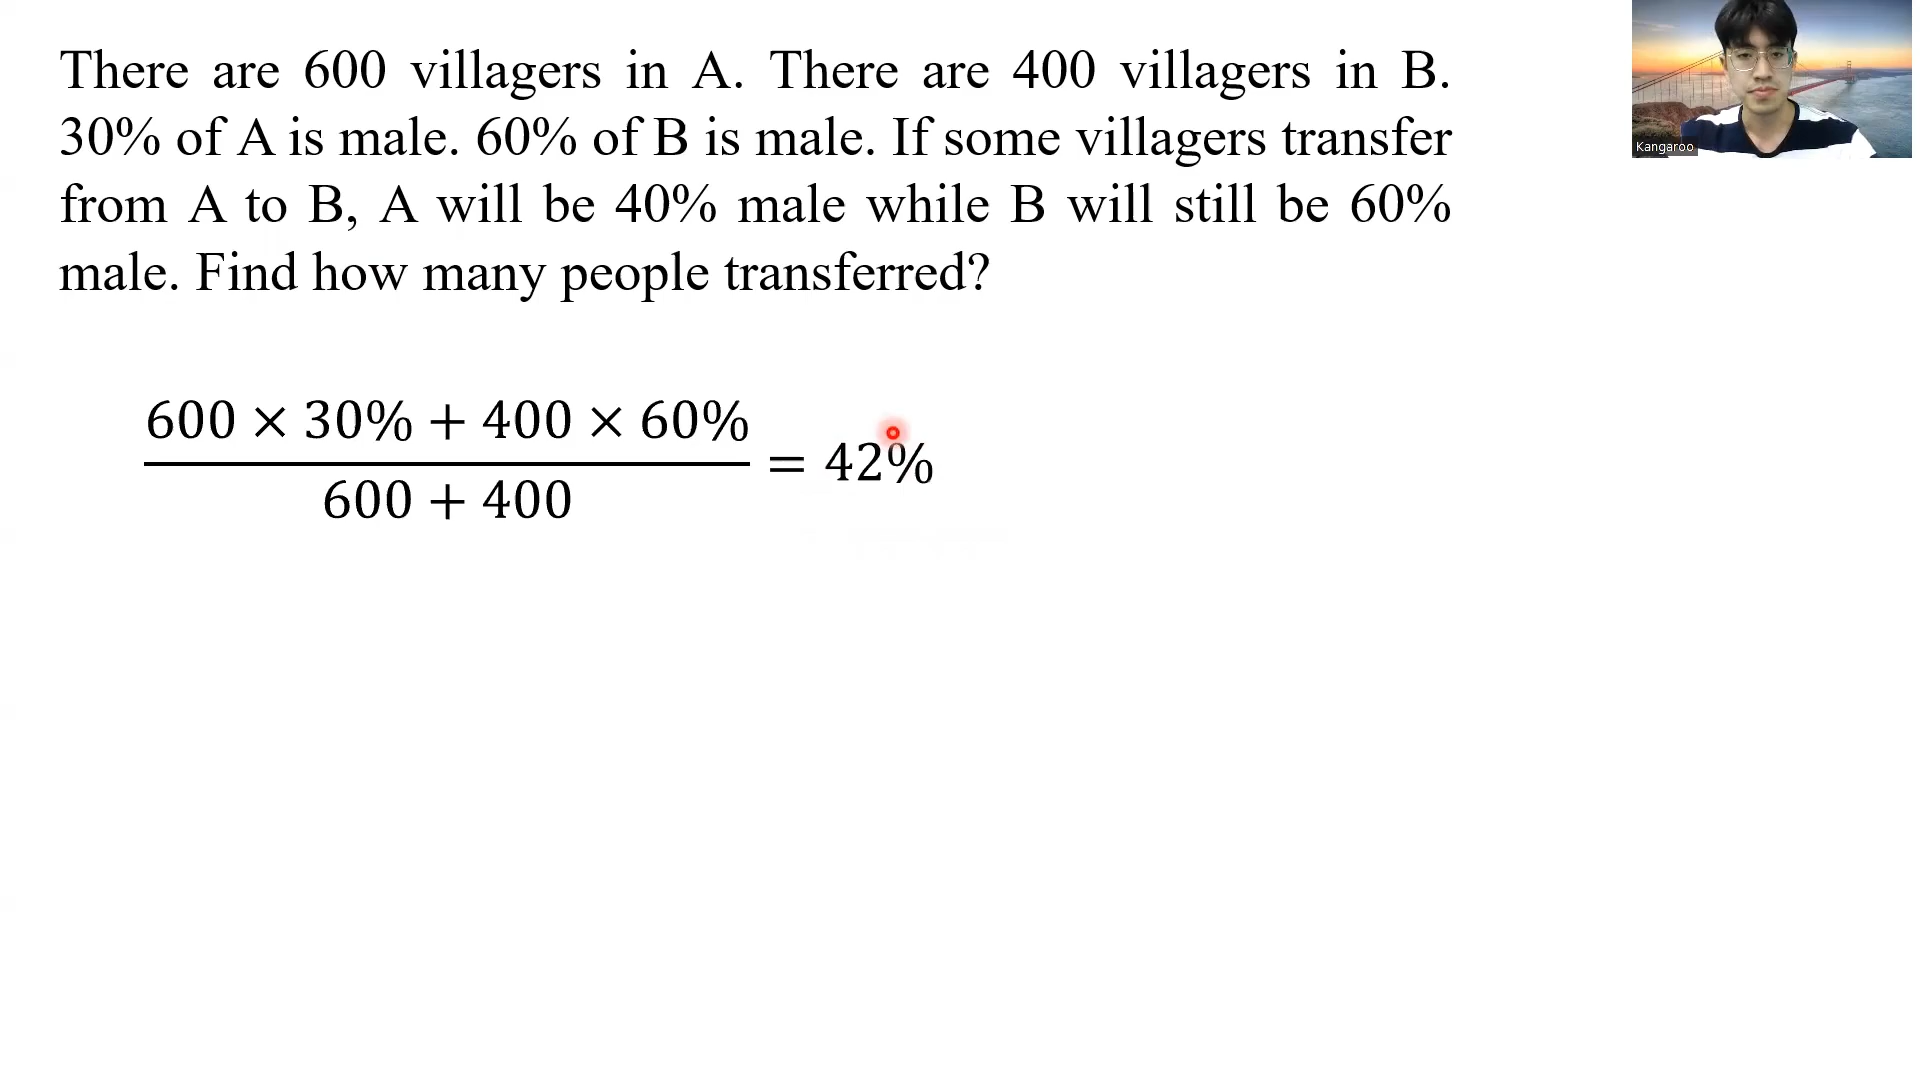 There are 600 villagers in A. There are 400 villagers in B.
30% of A is male. 60% of B is male. If some villagers transfer
from A to B, A will be 40% male while B will still be 60%
male. Find how many people transferred?
Kangaroo
600 × 30% + 400 × 60%
600 + 400
= 42%